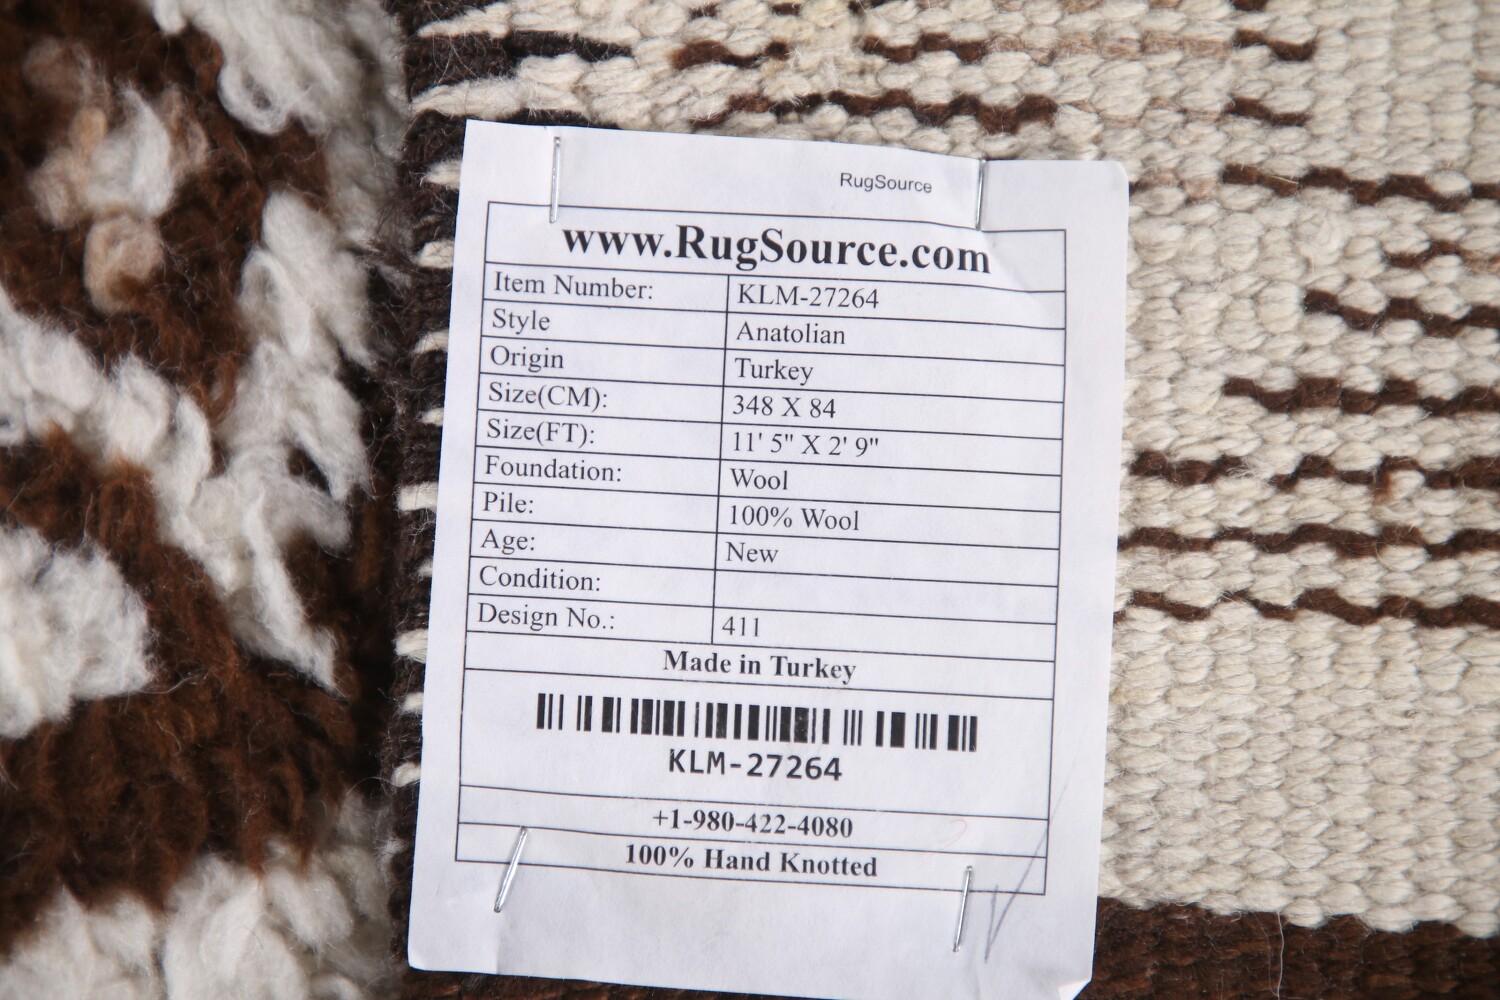 RugSource
www.RugSource.com
Item Number: KLM-27264
Style Anatolian
Origin Turkey
Size(CM): 348 X 84
Size(FT): 11' 5" X 2' 9"
Foundation: Wool
Pile: 100% Wool
Age: New
Condition:
Design No.: 411
Made in Turkey
KLM-27264
+1-980-422-4080
100% Hand Knotted